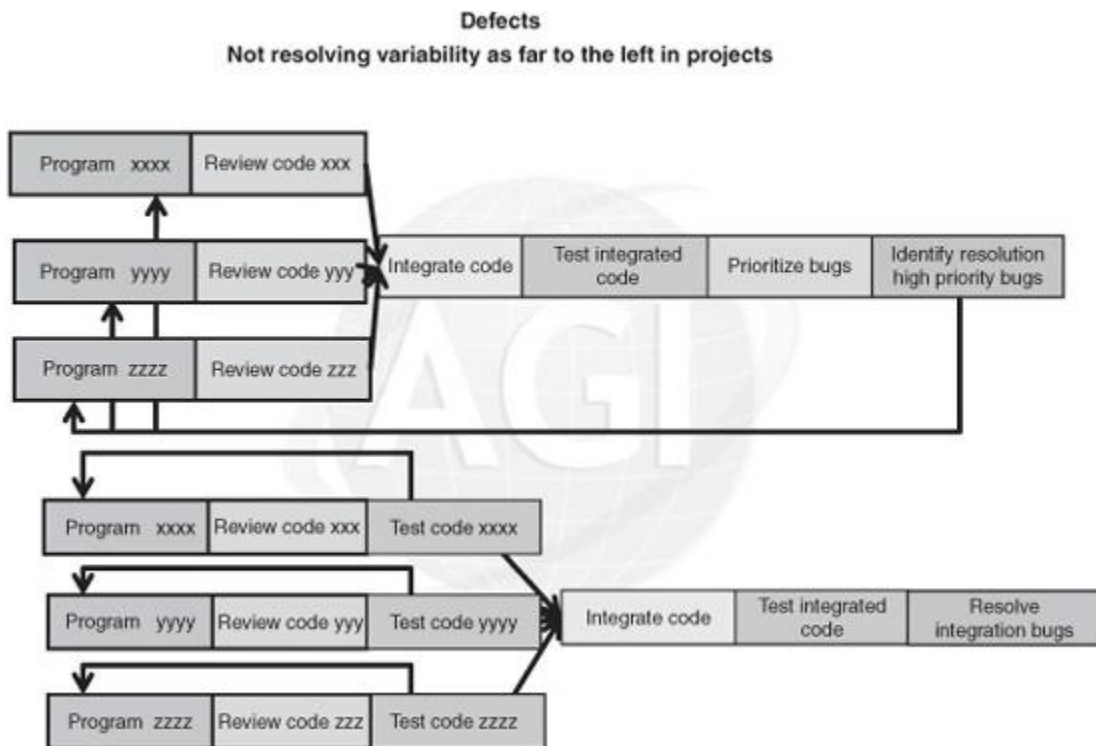 Defects
Not resolving variability as far to the left in projects
Program xxxx
Review code xxx
Program yyyy
Review code yyy
Program zzzz
Review code zzz
Integrate code
Test integrated
code
Prioritize bugs
Identify resolution
high priority bugs
AGI
Program xxxx
Review code xxx
Test code xxxx
Program yyyy
Review code yyy
Test code yyyy
Program zzzz
Review code zzz
Test code zzzz
Integrate code
Test integrated
code
Resolve
integration bugs